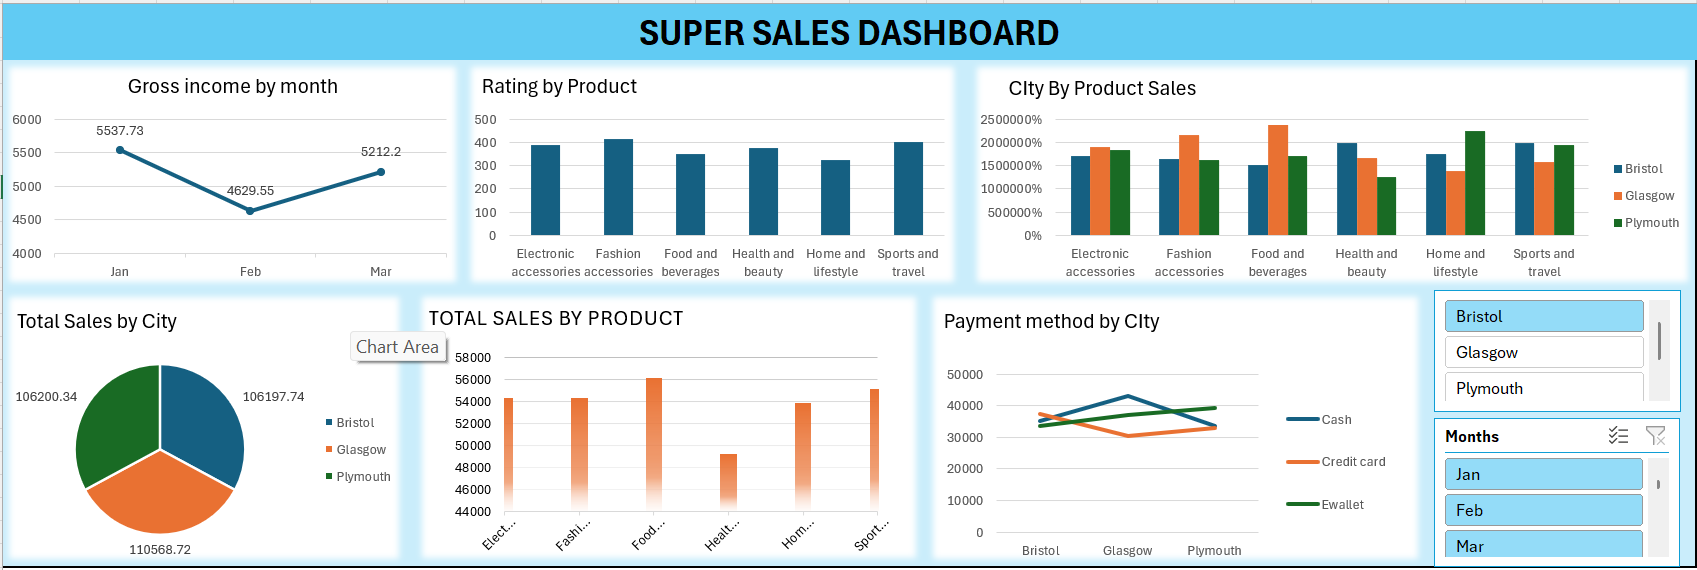 SUPER SALES DASHBOARD
Gross income by month
6000
5500
5000
4500
4000
5537.73
4629.55
5212.2
Jan
Feb
Mar
Rating by Product
500
400
300
200
100
0
Electronic accessories
Fashion accessories
Food and beverages
Health and beauty
Home and lifestyle
Sports and travel
CIty By Product Sales
2500000%
2000000%
1500000%
1000000%
500000%
0%
Electronic accessories
Fashion accessories
Food and beverages
Health and beauty
Home and lifestyle
Sports and travel
Bristol
Glasgow
Plymouth
Total Sales by City
Chart Area
106200.34
106197.74
110568.72
Bristol
Glasgow
Plymouth
TOTAL SALES BY PRODUCT
58000
56000
54000
52000
50000
48000
46000
44000
Elect...
Fashi...
Food...
Healt...
Hom...
Sport...
Payment method by CIty
50000
40000
30000
20000
10000
0
Bristol
Glasgow
Plymouth
Cash
Credit card
Ewallet
Bristol
Glasgow
Plymouth
Months
Jan
Feb
Mar